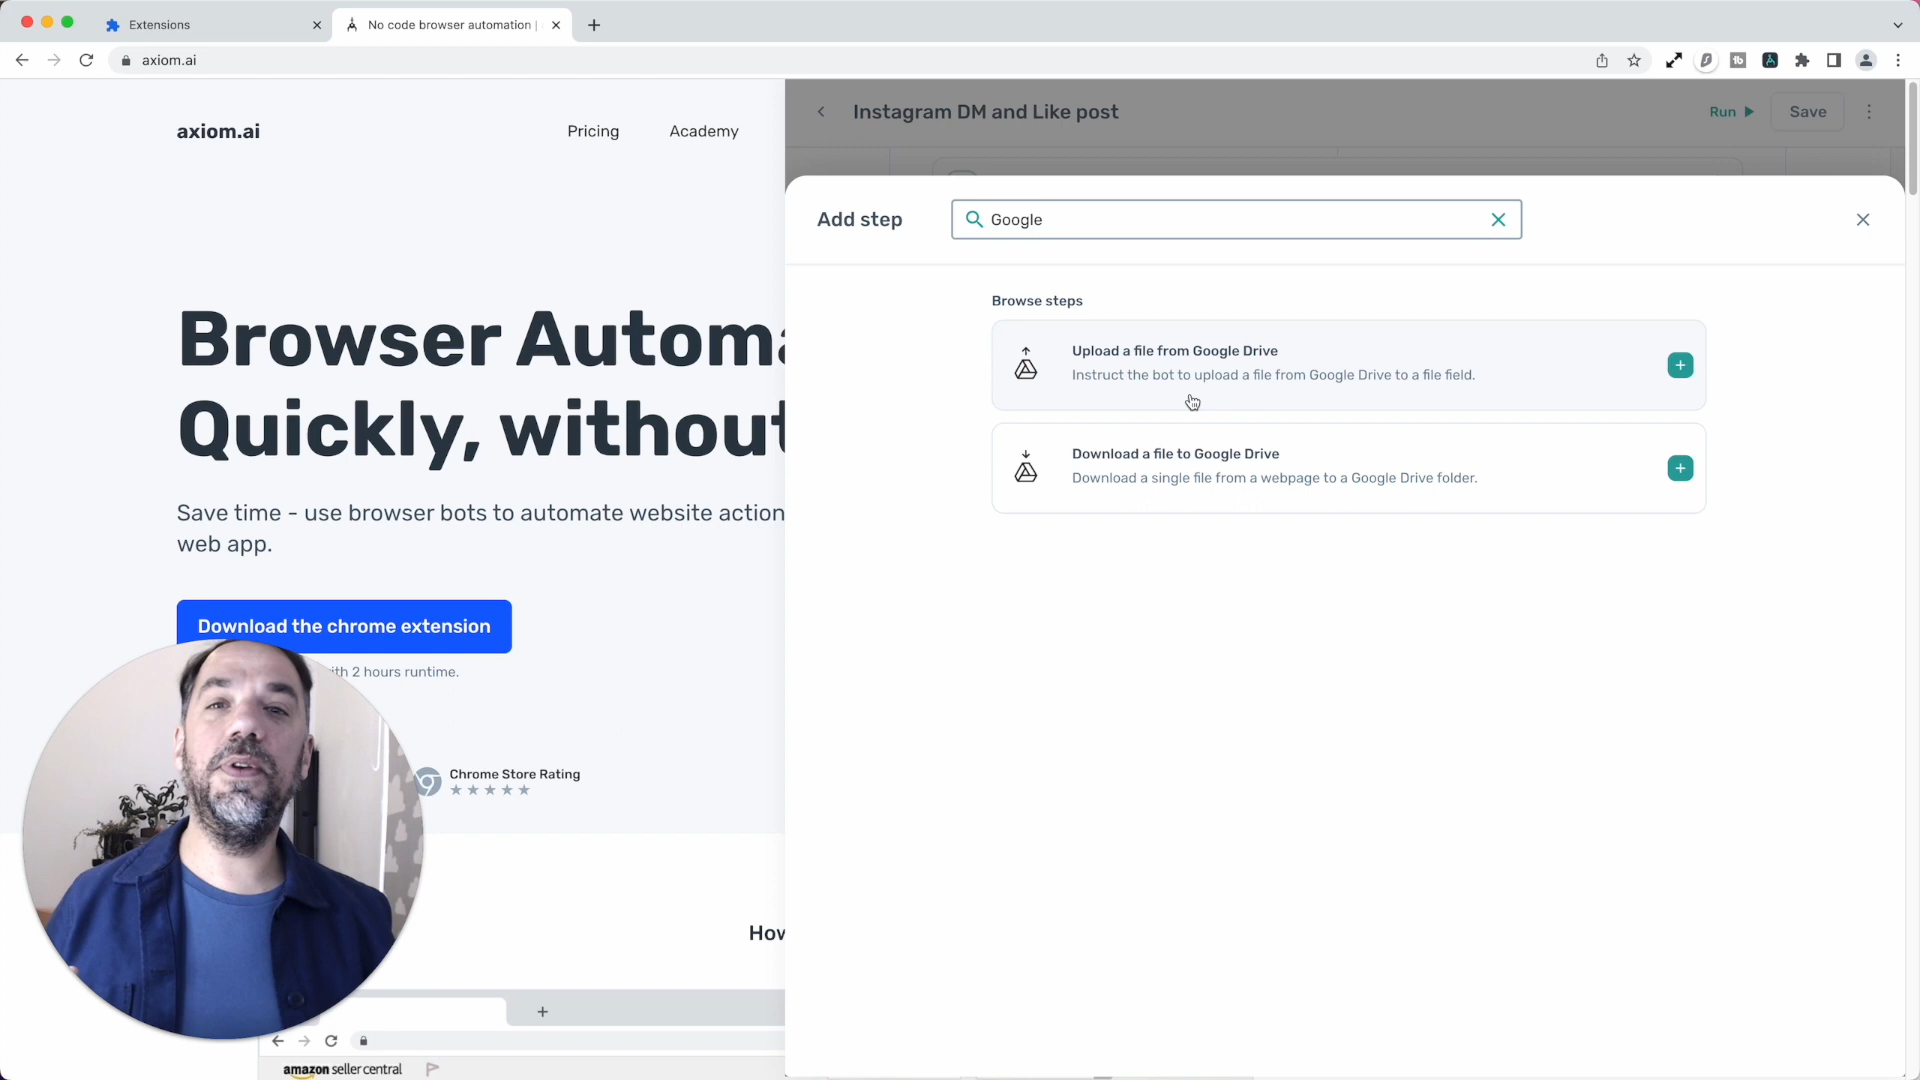 Extensions
No code browser automation |
axiom.ai
axiom.ai
Pricing
Academy
Browser Automa
Quickly, without
Save time - use browser bots to automate website action
web app.
Download the chrome extension
ith 2 hours runtime.
Chrome Store Rating
How
amazon seller central
Instagram DM and Like post
Run
Save
Add step
Google
Browse steps
Upload a file from Google Drive
Instruct the bot to upload a file from Google Drive to a file field.
Download a file to Google Drive
Download a single file from a webpage to a Google Drive folder.